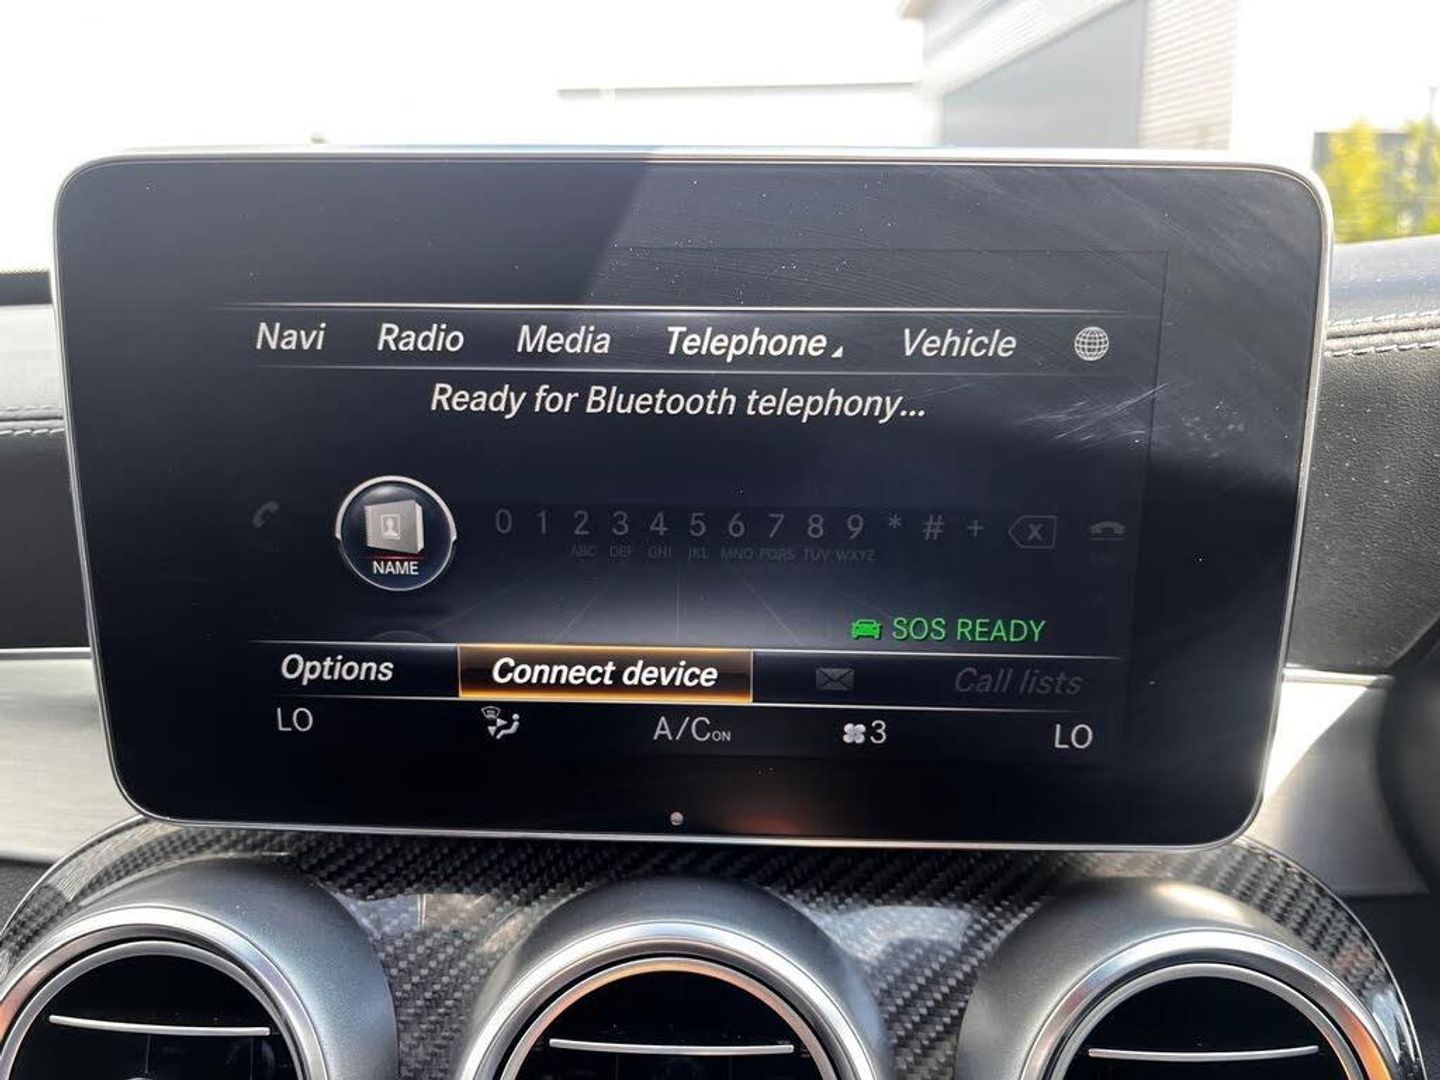 Navi Radio Media Telephone Vehicle
Ready for Bluetooth telephony...
0 1 2 3 4 5 6 7 8 9 * # + X
ABC DEF GHI JKL MNO PQRS TUV WXYZ
NAME
SOS READY
Options Connect device Call lists
LO A/C ON 3 LO